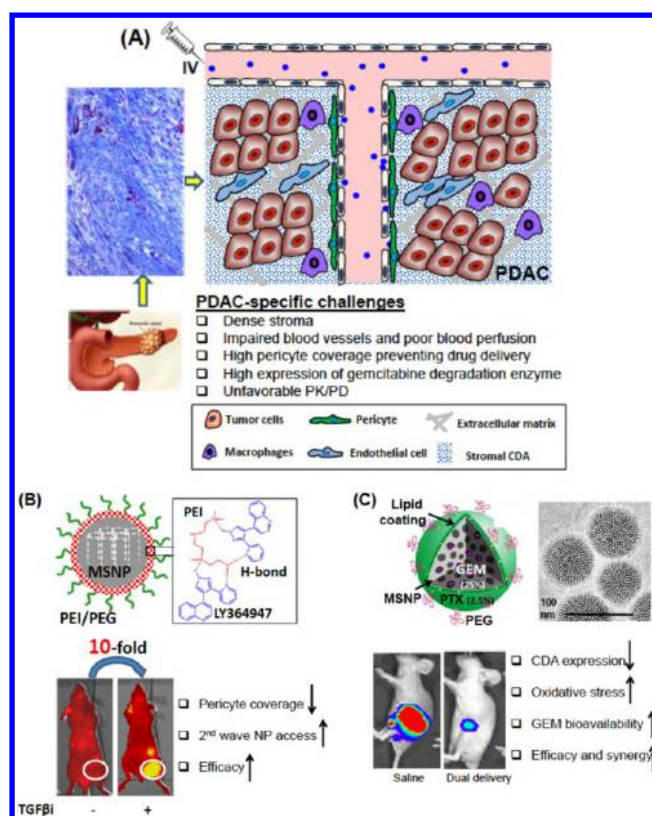 (A)
IV
PDAC
PDAC-specific challenges
Dense stroma
Impaired blood vessels and poor blood perfusion
High pericyte coverage preventing drug delivery
High expression of gemcitabine degradation enzyme
Unfavorable PK/PD
Tumor cells
Pericyte
Extracellular matrix
Macrophages
Endothelial cell
Stromal CDA
(B)
MSNP
PEI/PEG
PEI
H-bond
LY364947
10-fold
Pericyte coverage ↓
2nd wave NP access ↑
Efficacy ↑
TGFβi - +
(C)
Lipid
coating
GEM
(25%)
MSNP
PTX (2.5%)
PEG
100
nm
CDA expression ↓
Oxidative stress ↑
GEM bioavailability ↑
Efficacy and synergy ↑
Saline
Dual delivery